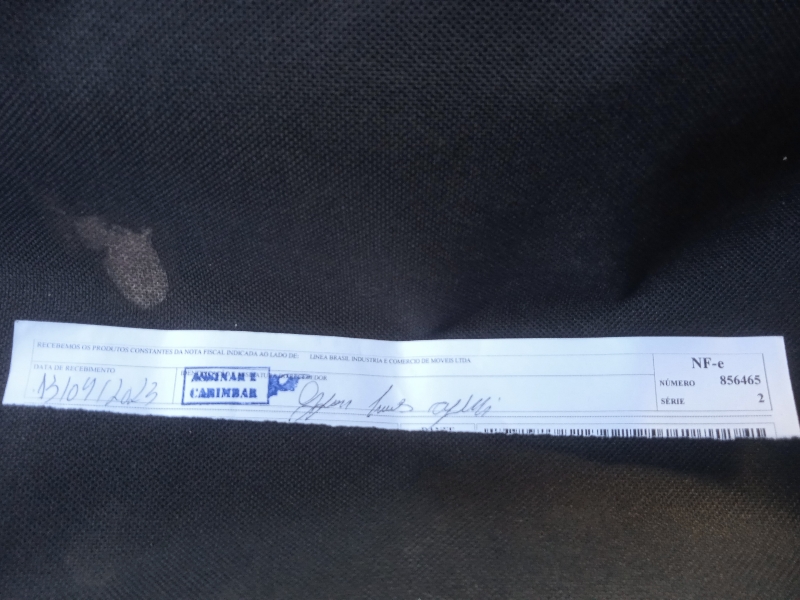 RECEBEMOS OS PRODUTOS CONSTANTES DA NOTA FISCAL INDICADA AO LADO DE: LINEA BRASIL INDUSTRIA E COMERCIO DE MOVEIS LTDA
NF-e
NÚMERO 856465
SÉRIE 2
DATA DE RECEBIMENTO
13/09/2023
ASSINAR E
CARIMBAR